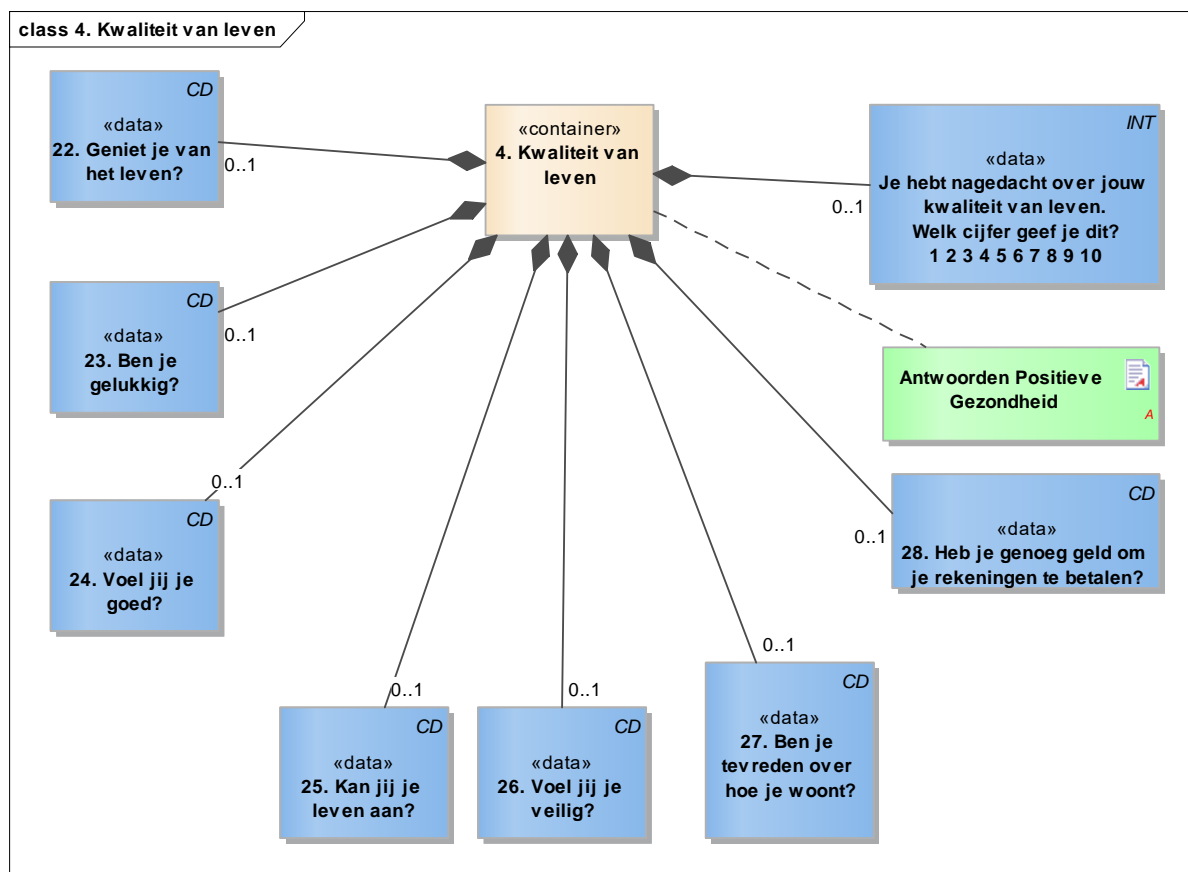 class 4. Kwaliteit van leven
CD
«data»
22. Geniet je van
het leven?
0..1
«container»
4. Kwaliteit van
leven
INT
«data»
Je hebt nagedacht over jouw
kwaliteit van leven.
Welk cijfer geef je dit?
1 2 3 4 5 6 7 8 9 10
0..1
CD
«data»
23. Ben je
gelukkig?
0..1
Antwoorden Positieve
Gezondheid
A
A
CD
«data»
24. Voel jij je
goed?
0..1
CD
«data»
28. Heb je genoeg geld om
je rekeningen te betalen?
0..1
CD
«data»
25. Kan jij je
leven aan?
0..1
CD
«data»
26. Voel jij je
veilig?
0..1
CD
«data»
27. Ben je
tevreden over
hoe je woont?
0..1